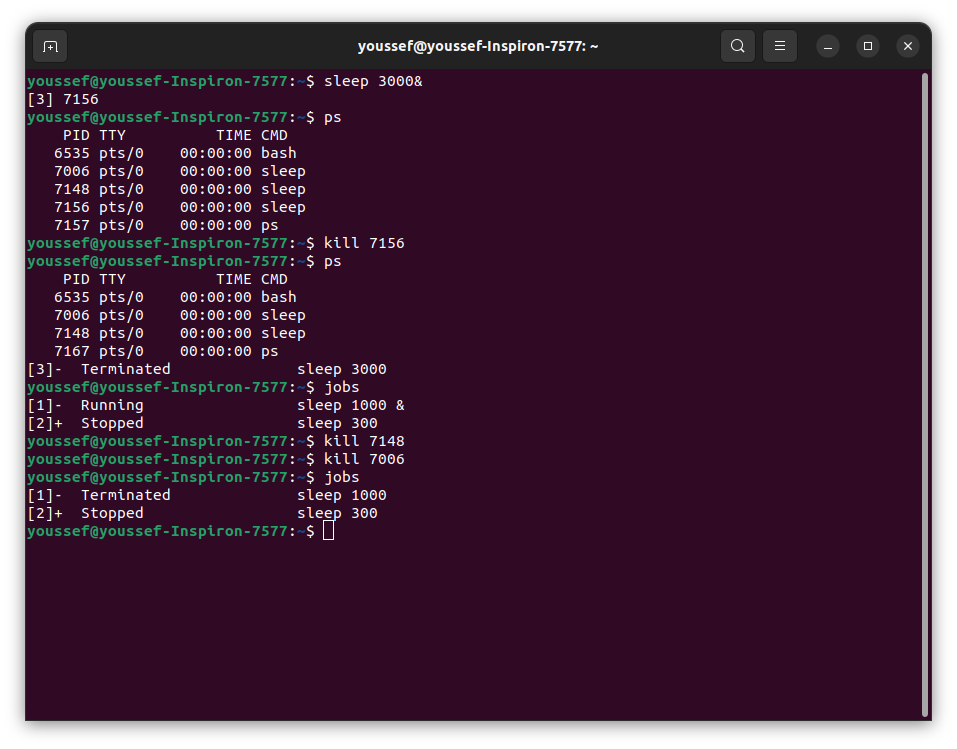 youssef@youssef-Inspiron-7577: ~
youssef@youssef-Inspiron-7577:~$ sleep 3000&
[3] 7156
youssef@youssef-Inspiron-7577:~$ ps
    PID TTY          TIME CMD
   6535 pts/0    00:00:00 bash
   7006 pts/0    00:00:00 sleep
   7148 pts/0    00:00:00 sleep
   7156 pts/0    00:00:00 sleep
   7157 pts/0    00:00:00 ps
youssef@youssef-Inspiron-7577:~$ kill 7156
youssef@youssef-Inspiron-7577:~$ ps
    PID TTY          TIME CMD
   6535 pts/0    00:00:00 bash
   7006 pts/0    00:00:00 sleep
   7148 pts/0    00:00:00 sleep
   7167 pts/0    00:00:00 ps
[3]-  Terminated              sleep 3000
youssef@youssef-Inspiron-7577:~$ jobs
[1]-  Running                 sleep 1000 &
[2]+  Stopped                 sleep 300
youssef@youssef-Inspiron-7577:~$ kill 7148
youssef@youssef-Inspiron-7577:~$ kill 7006
youssef@youssef-Inspiron-7577:~$ jobs
[1]-  Terminated              sleep 1000
[2]+  Stopped                 sleep 300
youssef@youssef-Inspiron-7577:~$